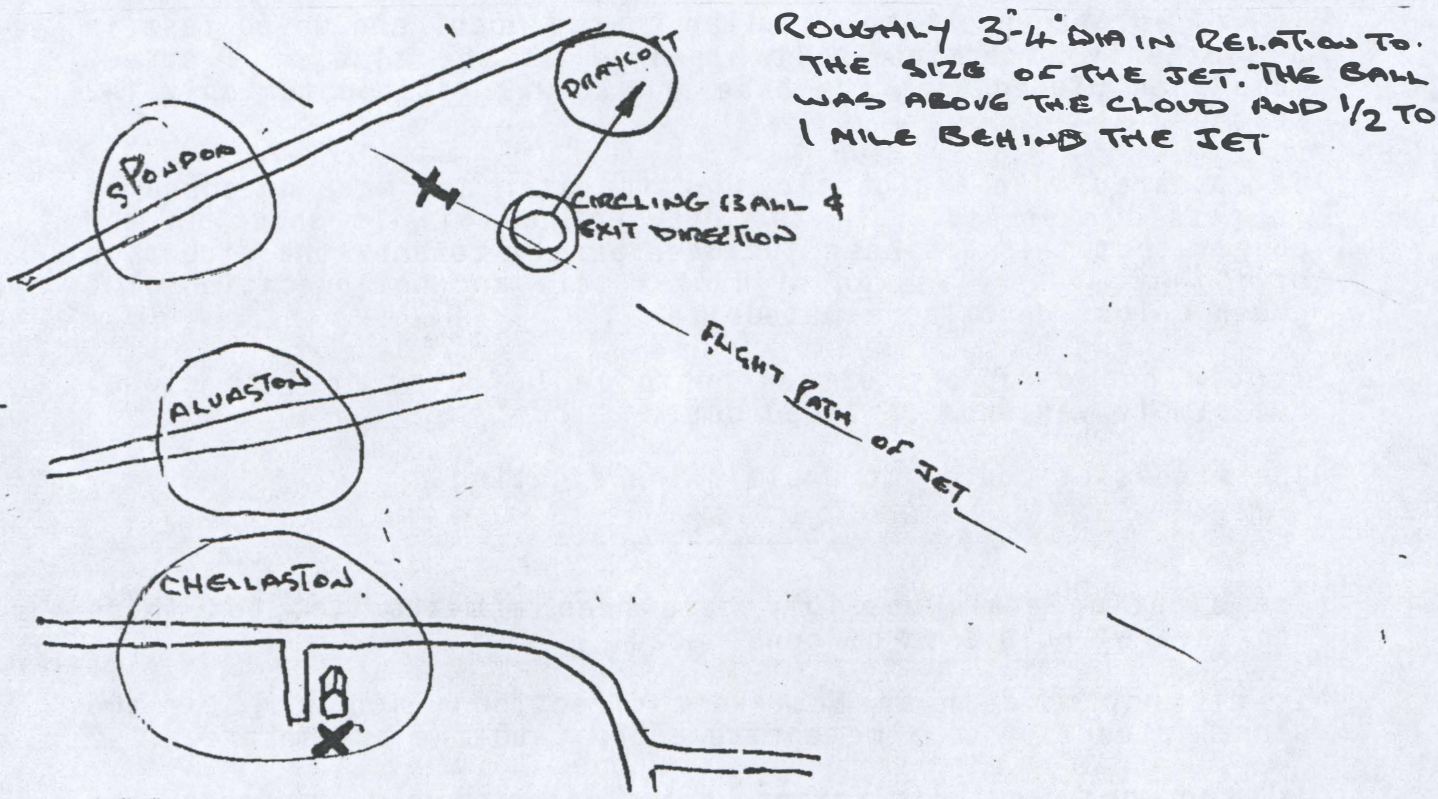 ROUGHLY 3"-4" DIA IN RELATION TO.
THE SIZE OF THE JET. THE BALL
WAS ABOVE THE CLOUD AND 1/2 TO
1 MILE BEHIND THE JET
DRAYCOT
SPONDON
CIRCLING BALL &
EXIT DIRECTION
FLIGHT PATH OF JET
ALVASTON
CHELLASTON